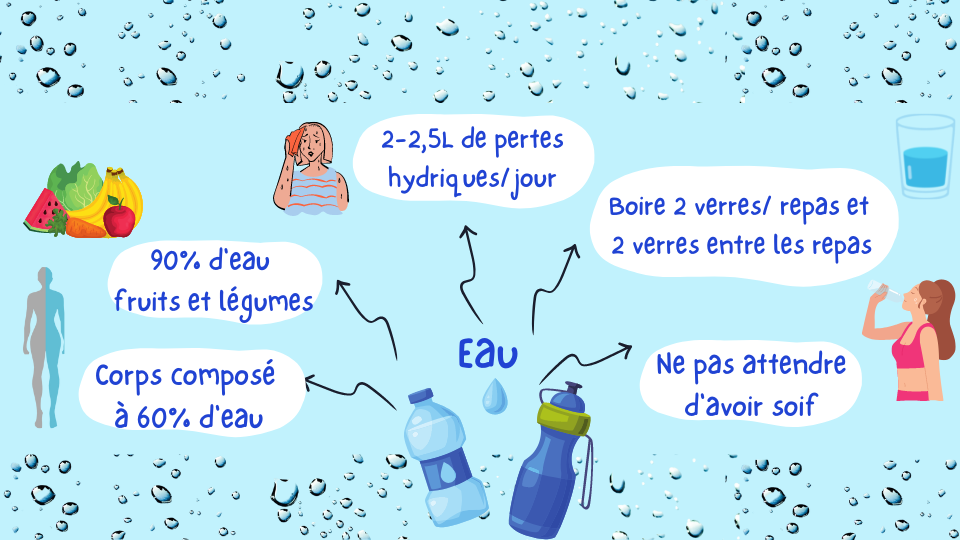 2-2,5L de pertes
hydriques/jour
Boire 2 verres/ repas et
2 verres entre les repas
90% d'eau
fruits et légumes
Eau
Corps composé
à 60% d'eau
Ne pas attendre
d'avoir soif